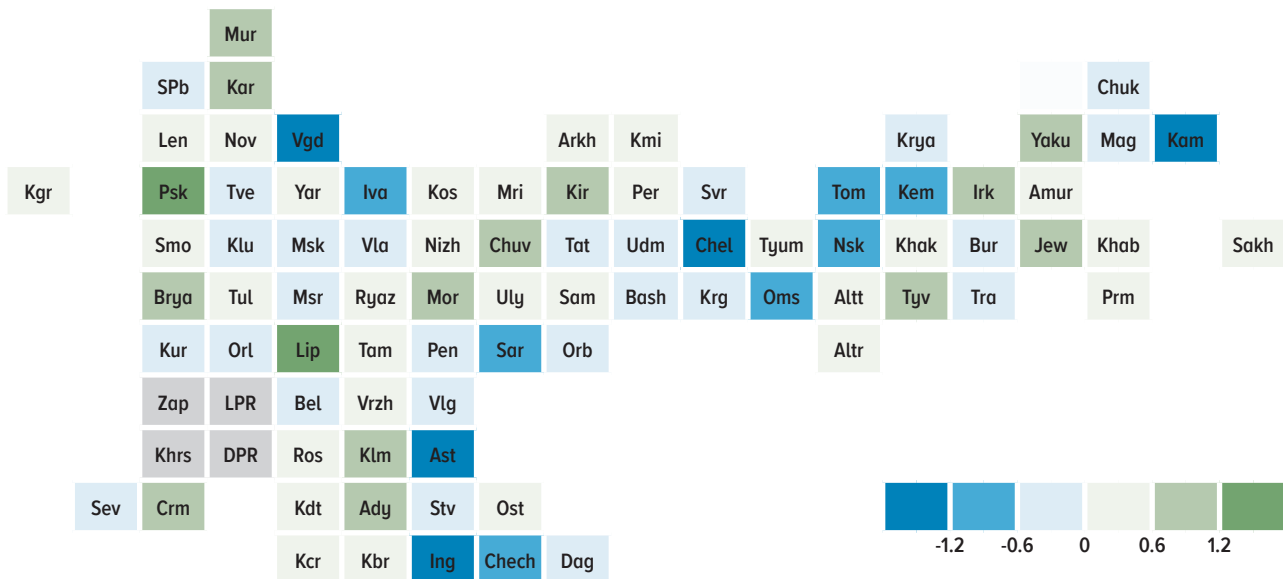 Mur
SPb Kar Chuk
Len Nov Vgd Arkh Kmi Krya Yaku Mag Kam
Kgr Psk Tve Yar Iva Kos Mri Kir Per Svr Tom Kem Irk Amur
Smo Klu Msk Vla Nizh Chuv Tat Udm Chel Tyum Nsk Khak Bur Jew Khab Sakh
Brya Tul Msr Ryaz Mor Uly Sam Bash Krg Oms Altt Tyv Tra Prm
Kur Orl Lip Tam Pen Sar Orb Altr
Zap LPR Bel Vrzh Vlg
Khrs DPR Ros Klm Ast
Sev Crm Kdt Ady Stv Ost
-1.2 -0.6 0 0.6 1.2
Kcr Kbr Ing Chech Dag